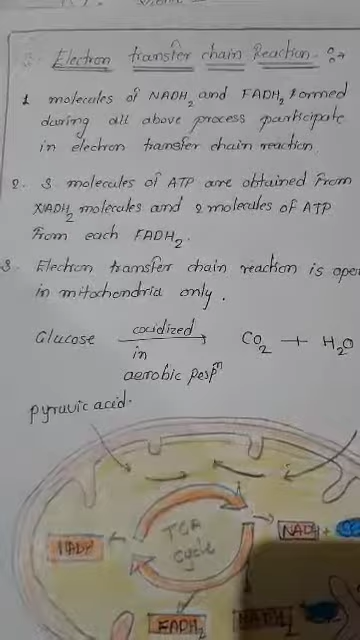 Electron transfer chain Reaction :→
1 molecules of NADH2 and FADH2 formed
during all above process participate
in electron transfer chain reaction.
2. 3 molecules of ATP are obtained from
NADH2 molecules and 2 molecules of ATP
from each FADH2.
3. Electron transfer chain reaction is oper
in mitochondria only.
Glucose oxidized CO2 + H2O
in
aerobic respn
pyruvic acid.
TCA
cycle
NADH +
FADH2